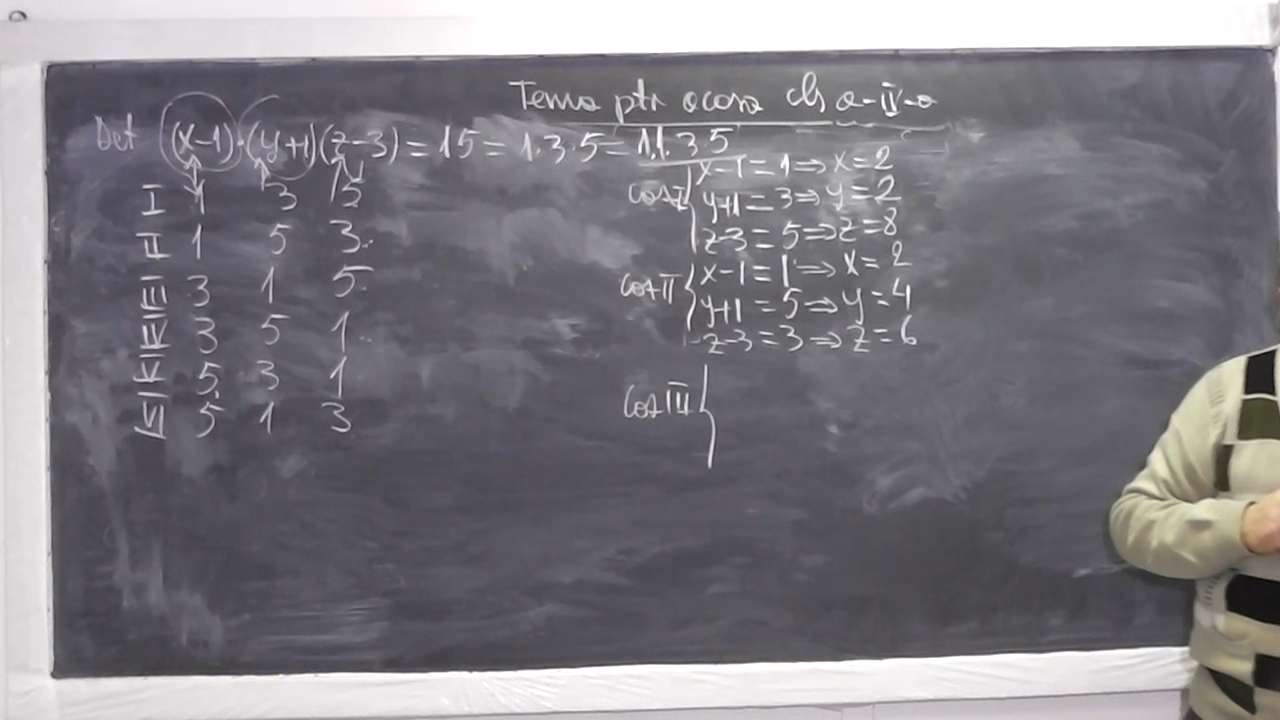 Tema ptr acasa cls a-IV-a
Det (x-1)·(y+1)(z-3)=15=1.3.5=1.1.3.5
I 1 3 5
II 1 5 3
III 3 1 5
IV 3 5 1
V 5 3 1
VI 5 1 3
caz I { x-1=1⇒x=2
y+1=3⇒y=2
z-3=5⇒z=8
caz II { x-1=1⇒x=2
y+1=5⇒y=4
z-3=3⇒z=6
caz III {